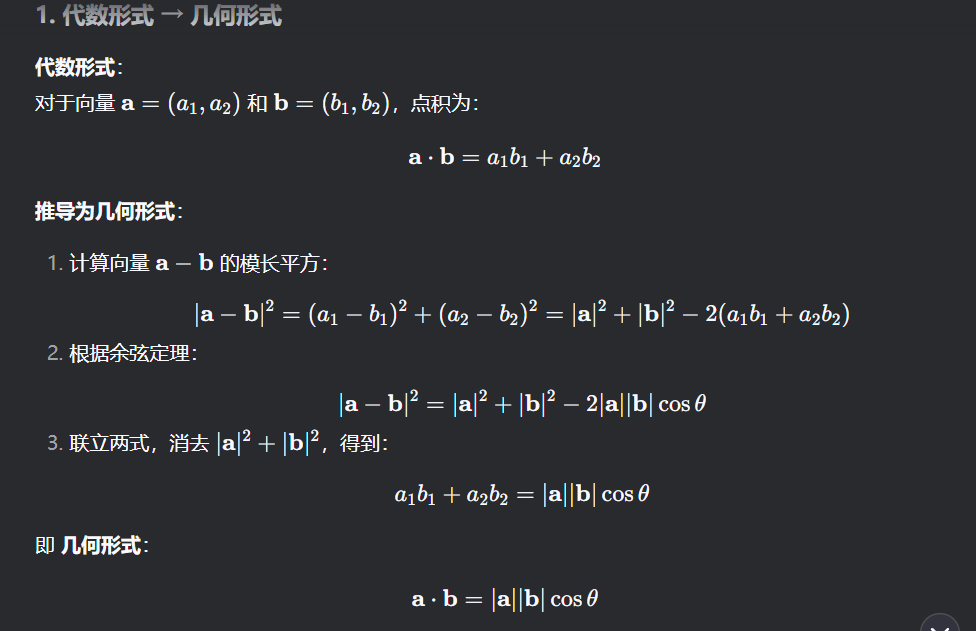 1. 代数形式 → 几何形式
代数形式：
对于向量 a = (a₁, a₂) 和 b = (b₁, b₂)，点积为：
a · b = a₁b₁ + a₂b₂
推导为几何形式：
1. 计算向量 a − b 的模长平方：
|a − b|² = (a₁ − b₁)² + (a₂ − b₂)² = |a|² + |b|² − 2(a₁b₁ + a₂b₂)
2. 根据余弦定理：
|a − b|² = |a|² + |b|² − 2|a||b| cos θ
3. 联立两式，消去 |a|² + |b|²，得到：
a₁b₁ + a₂b₂ = |a||b| cos θ
即 几何形式：
a · b = |a||b| cos θ